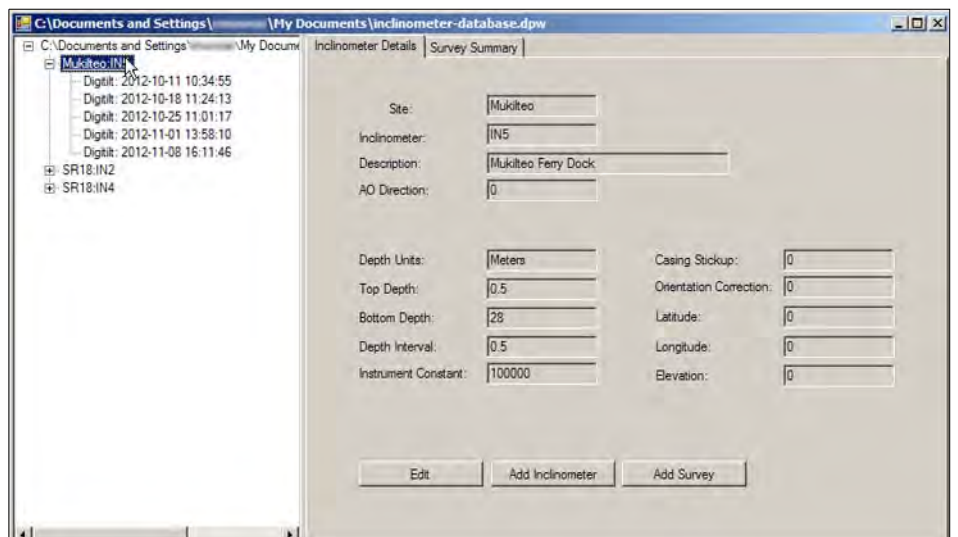 C:\Documents and Settings\ \My Documents\inclinometer-database.dpw
C:\Documents and Settings \My Docume
Mukilteo:IN5
Digitilt: 2012-10-11 10:34:55
Digitilt: 2012-10-18 11:24:13
Digitilt: 2012-10-25 11:01:17
Digitilt: 2012-11-01 13:58:10
Digitilt: 2012-11-08 16:11:46
SR18:IN2
SR18:IN4
Inclinometer Details Survey Summary
Site: Mukilteo
Inclinometer: IN5
Description: Mukilteo Ferry Dock
AO Direction: 0
Depth Units: Meters Casing Stickup: 0
Top Depth: 0.5 Orientation Correction: 0
Bottom Depth: 28 Latitude: 0
Depth Interval: 0.5 Longitude: 0
Instrument Constant: 100000 Elevation: 0
Edit Add Inclinometer Add Survey